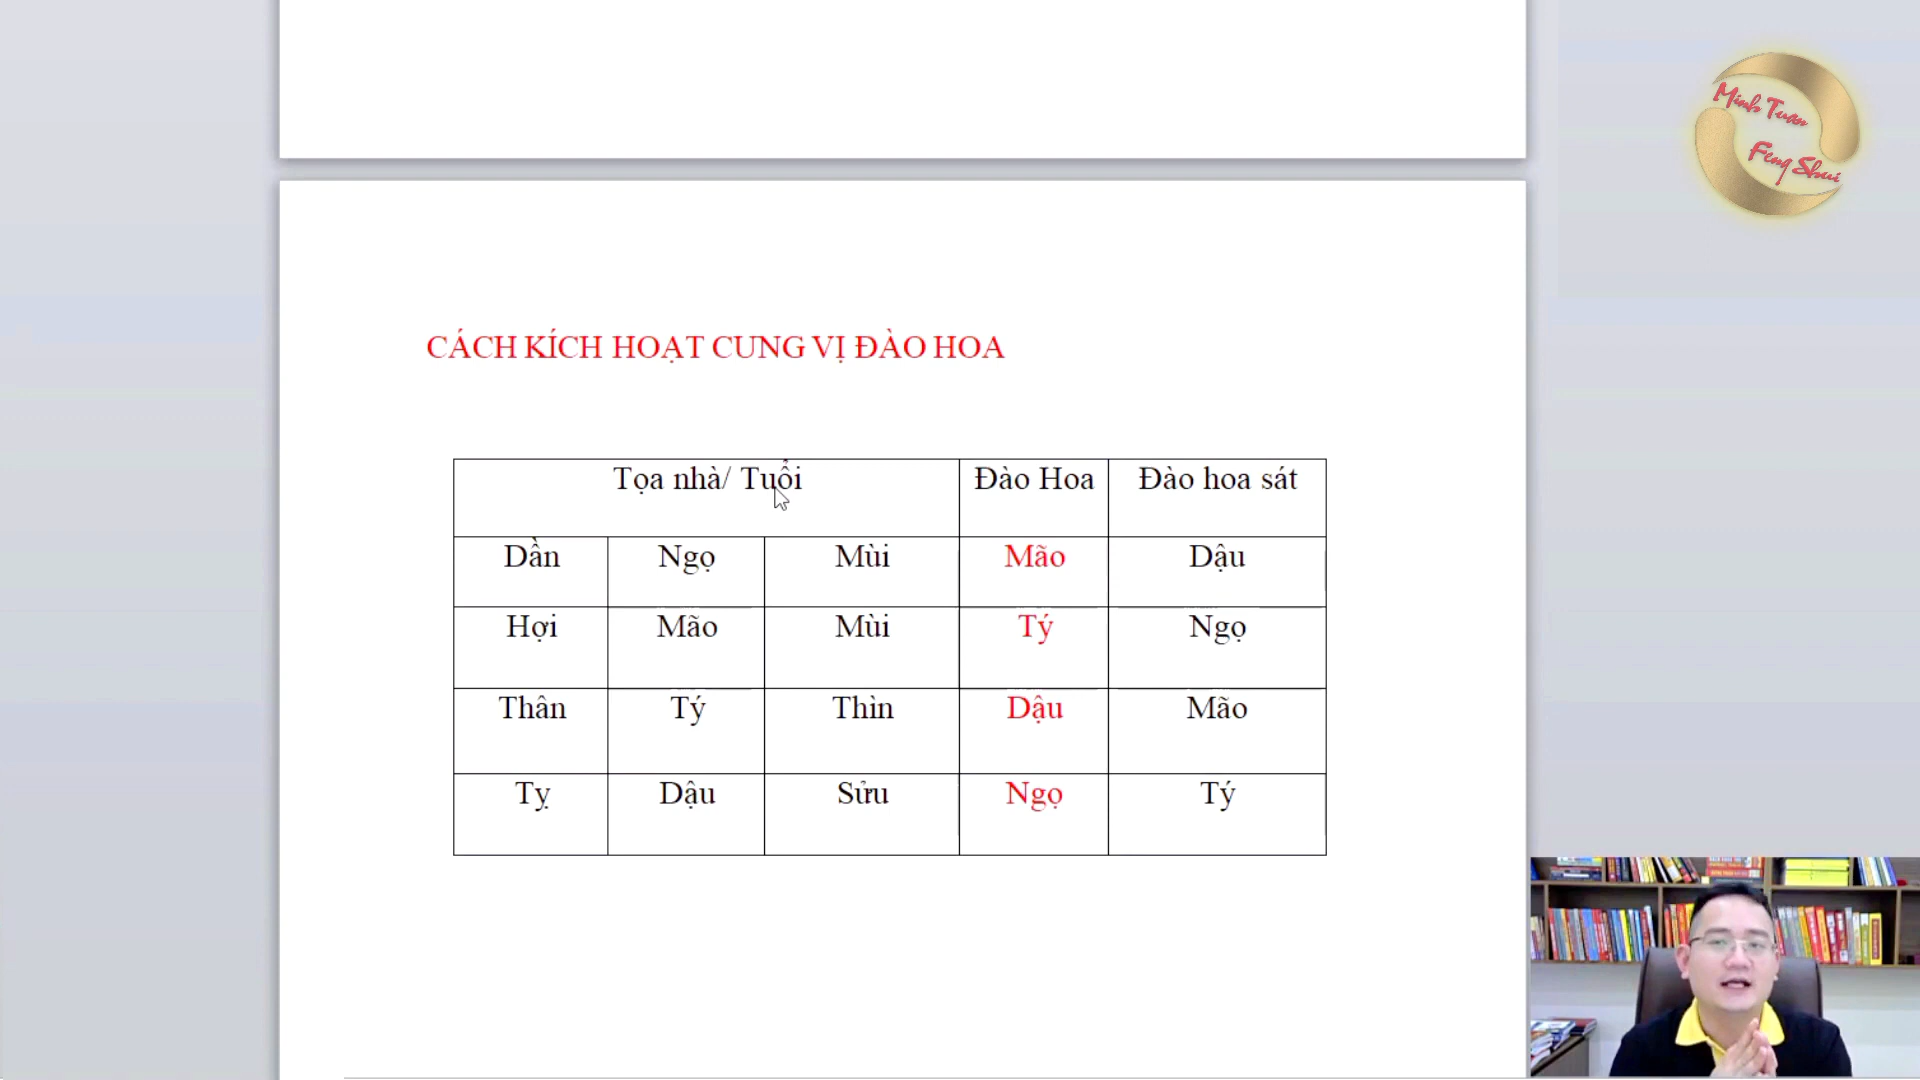 Minh Tuan
Feng Shui
CÁCH KÍCH HOẠT CUNG VỊ ĐÀO HOA
Tọa nhà/ Tuổi Đào Hoa Đào hoa sát
Dần Ngọ Mùi Mão Dậu
Hợi Mão Mùi Tý Ngọ
Thân Tý Thìn Dậu Mão
Tỵ Dậu Sửu Ngọ Tý